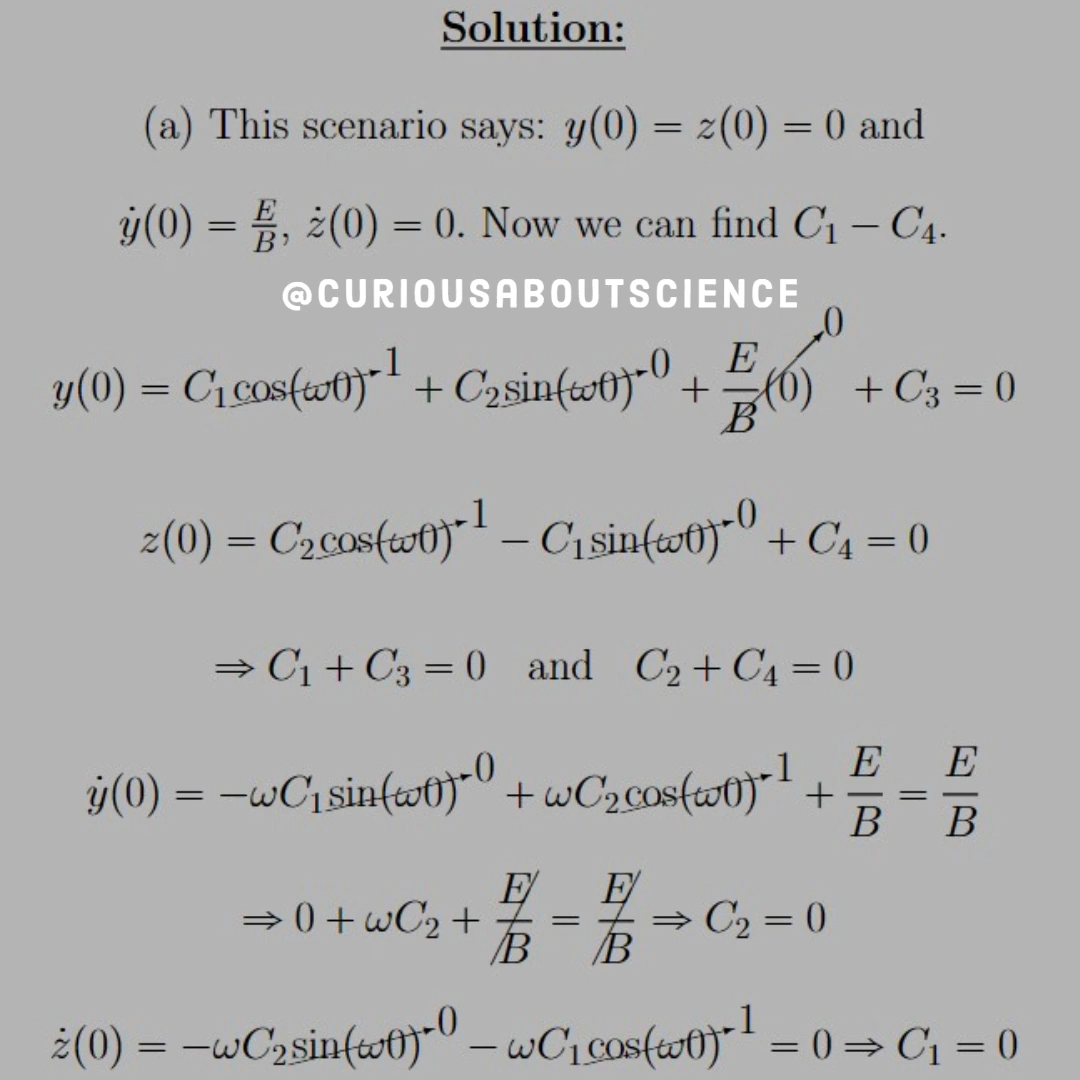 Solution:
(a) This scenario says: y(0) = z(0) = 0 and
ẏ(0) = E/B, ż(0) = 0. Now we can find C₁ − C₄.
@CURIOUSABOUTSCIENCE
y(0) = C₁cos(ω0)→1 + C₂sin(ω0)→0 + E/B(0)→0 + C₃ = 0
z(0) = C₂cos(ω0)→1 − C₁sin(ω0)→0 + C₄ = 0
⇒ C₁ + C₃ = 0 and C₂ + C₄ = 0
ẏ(0) = −ωC₁sin(ω0)→0 + ωC₂cos(ω0)→1 + E/B = E/B
⇒ 0 + ωC₂ + E/B = E/B ⇒ C₂ = 0
ż(0) = −ωC₂sin(ω0)→0 − ωC₁cos(ω0)→1 = 0 ⇒ C₁ = 0